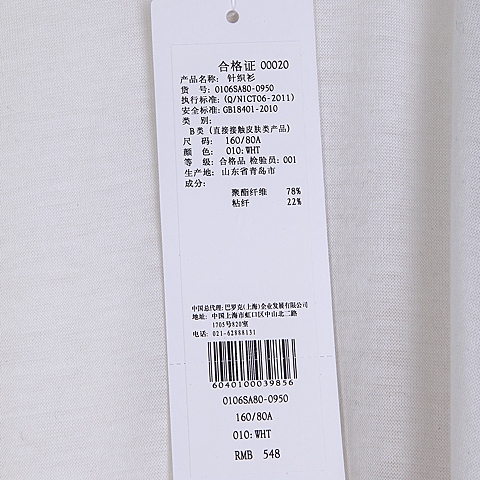 合格证 00020
产品名称: 针织衫
货 号: 0106SA80-0950
执行标准: (Q/N1CT06-2011)
安全标准: GB18401-2010
类 别:
B类(直接接触皮肤类产品)
尺 码: 160/80A
颜 色: 010:WHT
等 级: 合格品 检验员: 001
生产地: 山东省青岛市
成分:
聚酯纤维 78%
粘纤 22%
中国总代理: 巴罗克(上海)企业发展有限公司
地址: 中国上海市虹口区中山北二路
1705号820室
电话: 021-62888131
6040100039856
0106SA80-0950
160/80A
010:WHT
RMB 548